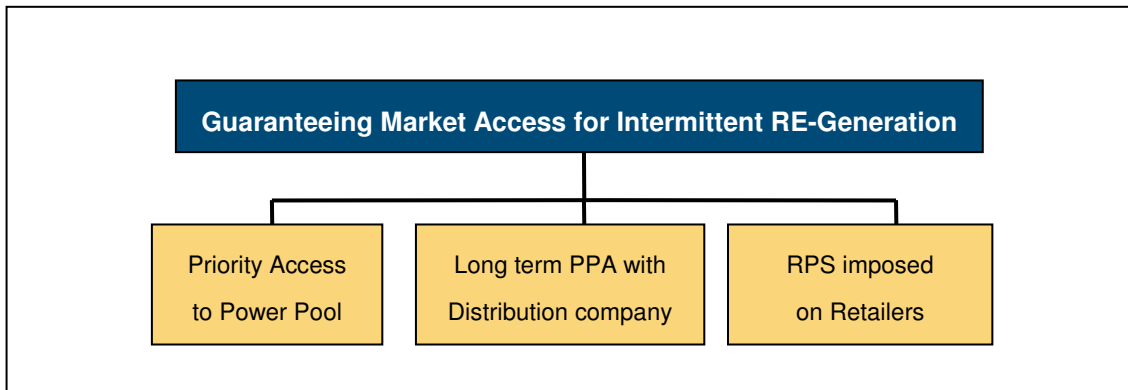 Guaranteeing Market Access for Intermittent RE-Generation
Priority Access
to Power Pool
Long term PPA with
Distribution company
RPS imposed
on Retailers